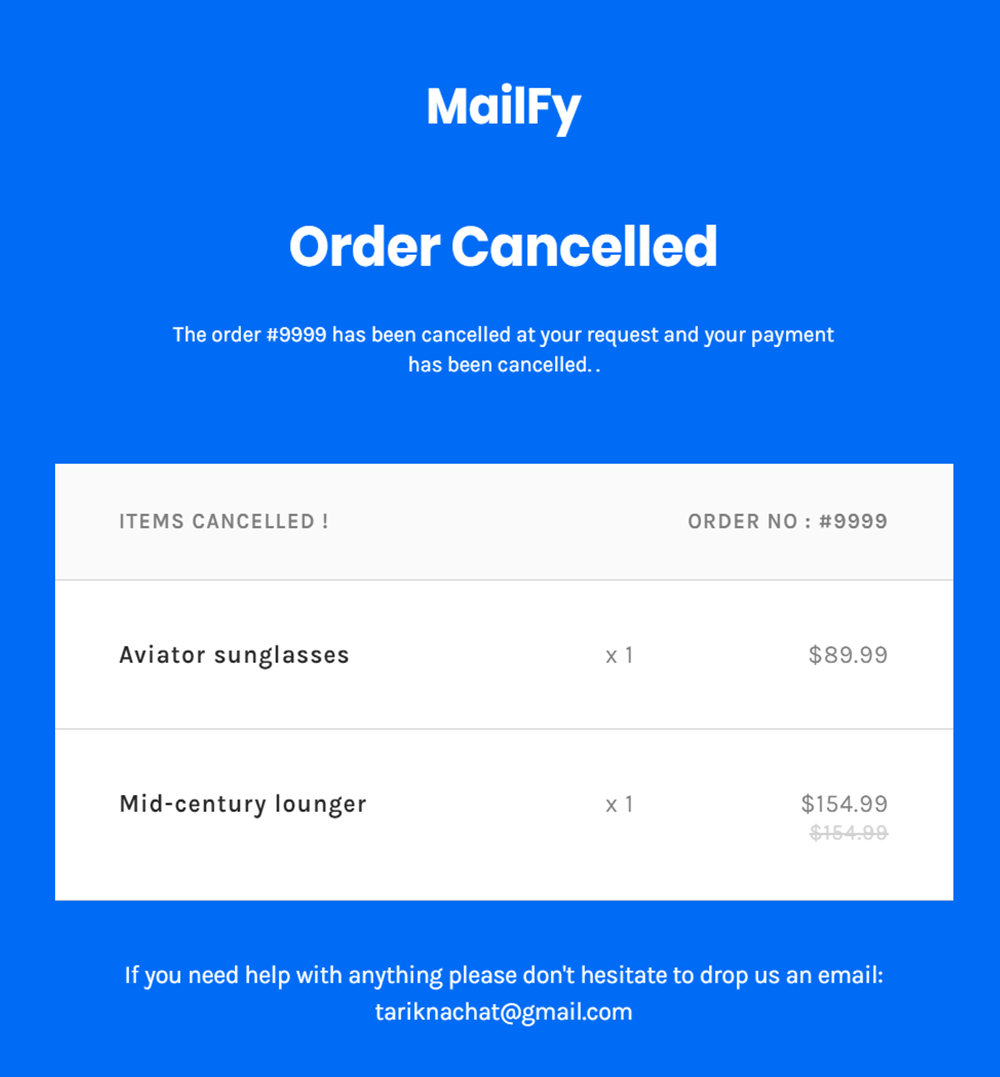 MailFy
Order Cancelled
The order #9999 has been cancelled at your request and your payment
has been cancelled. .
ITEMS CANCELLED ! ORDER NO : #9999
Aviator sunglasses x 1 $89.99
Mid-century lounger x 1 $154.99
$154.99
If you need help with anything please don't hesitate to drop us an email:
tariknachat@gmail.com